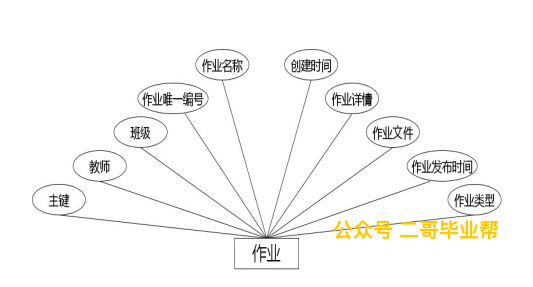 作业名称
创建时间
作业唯一编号
作业详情
班级
作业文件
教师
作业发布时间
主键
作业类型
公众号 二哥毕业帮
作业